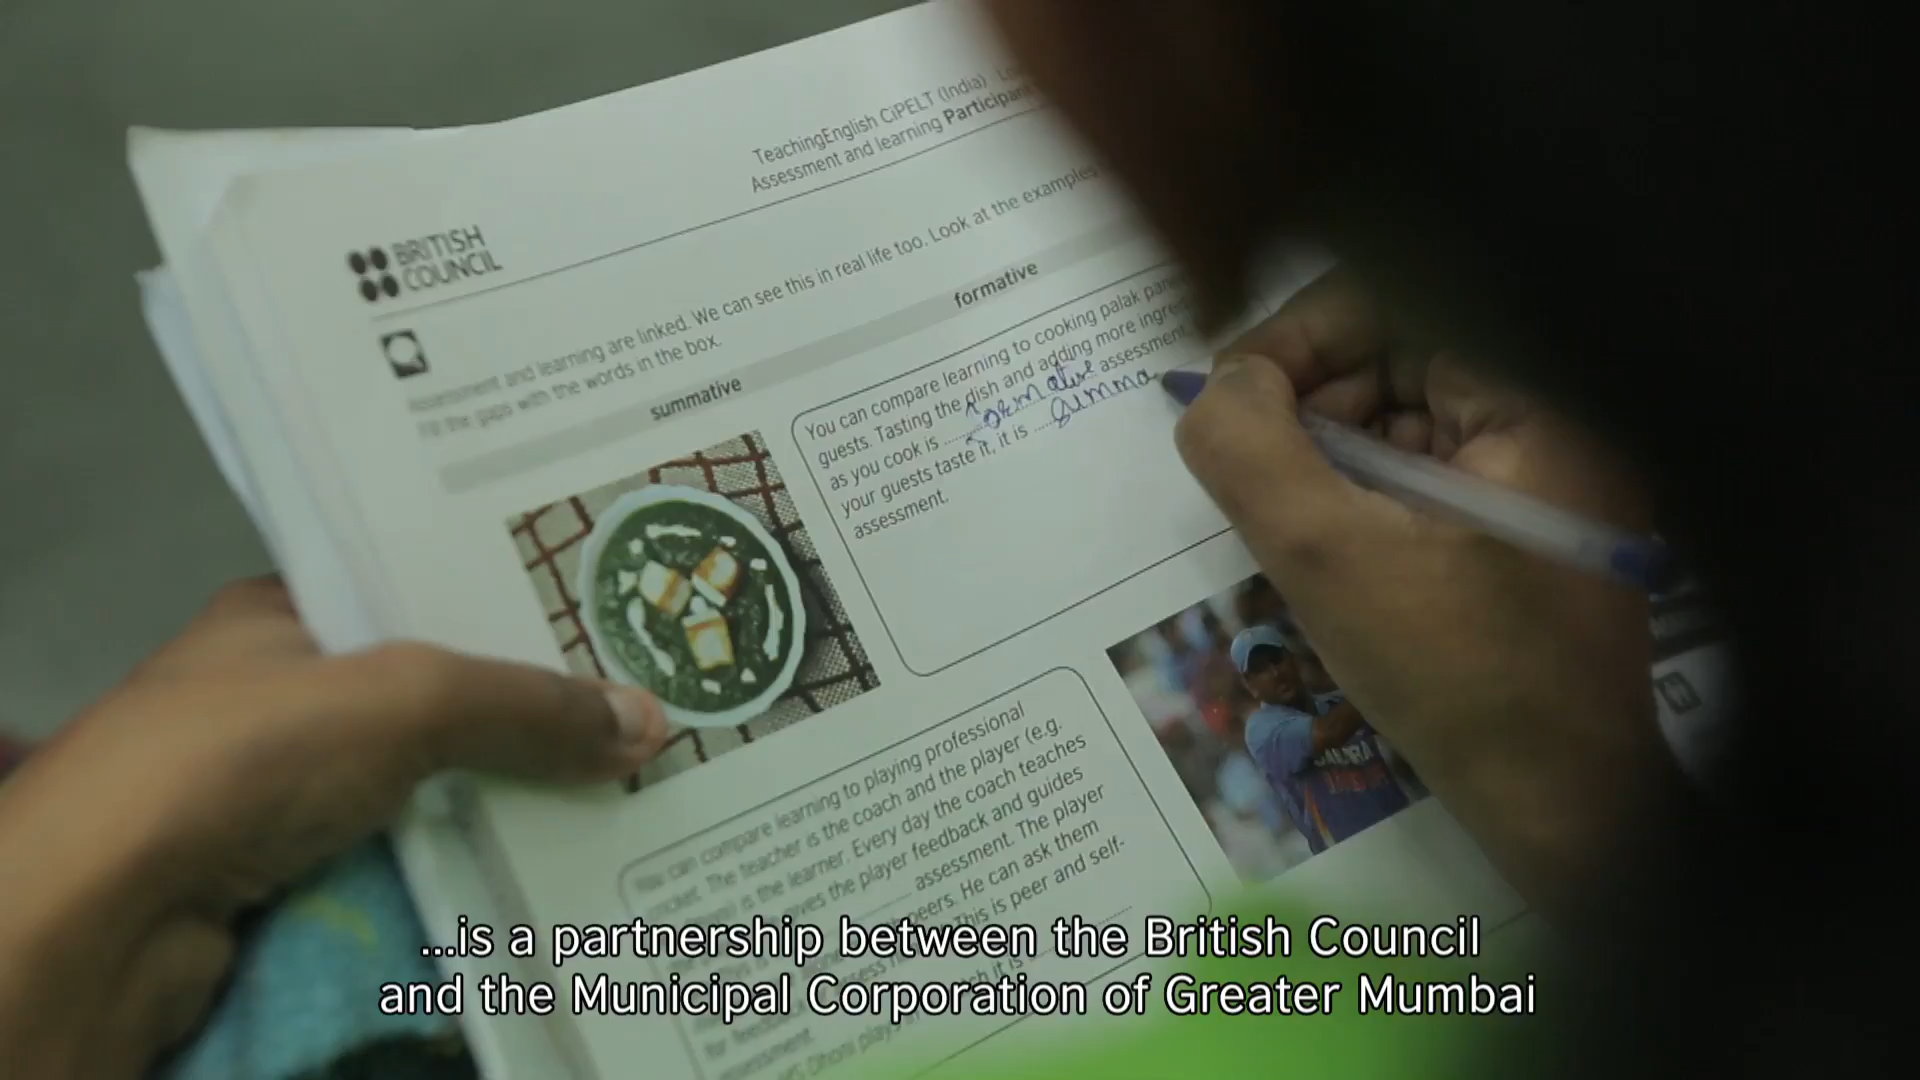 TeachingEnglish CiPELT (India)
Assessment and learning Participant
BRITISH
COUNCIL
Assessment and learning are linked. We can see this in real life too. Look at the examples
Fill the gaps with the words in the box.
summative formative
You can compare learning to cooking palak
guests. Tasting the dish and adding more
as you cook is formative assessment.
your guests taste it, it is summa
assessment.
You can compare learning to playing professional
cricket. The teacher is the coach and the player (e.g.
Dhoni) is the learner. Every day the coach teaches
gives the player feedback and guides
assessment. The player
peers. He can ask them
This is peer and self-
assessment.
MS Dhoni plays
...is a partnership between the British Council
and the Municipal Corporation of Greater Mumbai